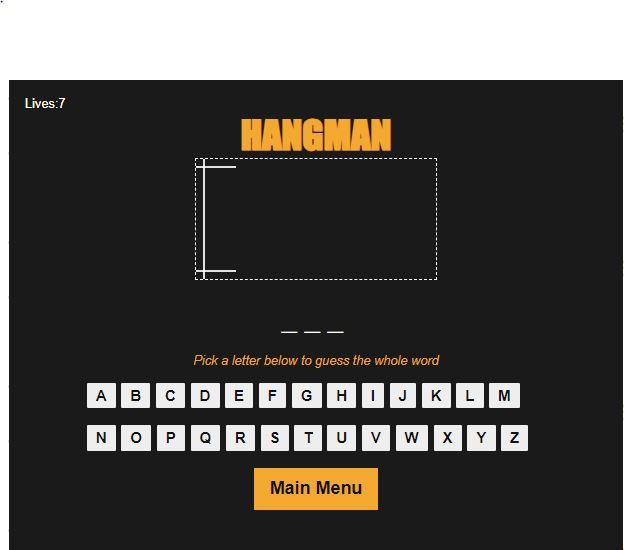 Lives:7
HANGMAN
_ _ _
Pick a letter below to guess the whole word
A B C D E F G H I J K L M
N O P Q R S T U V W X Y Z
Main Menu